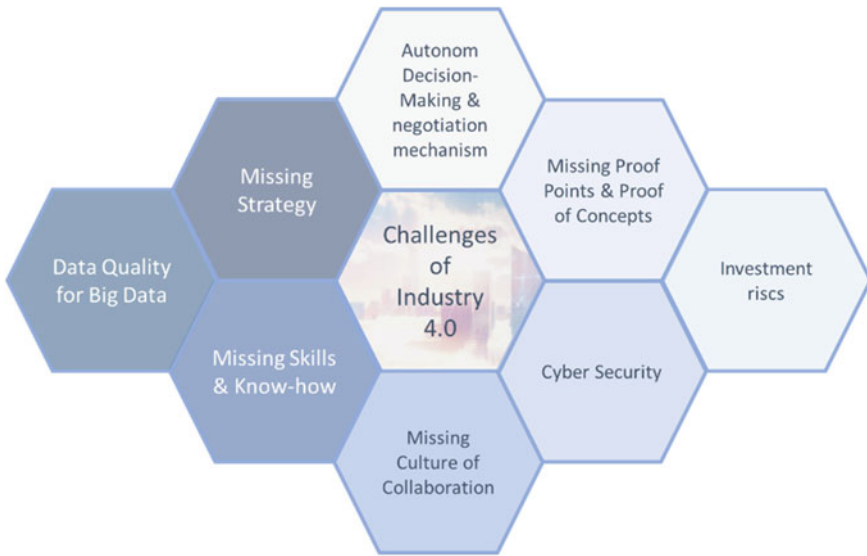 Autonom
Decision-
Making &
negotiation
mechanism
Missing
Strategy
Missing Proof
Points & Proof
of Concepts
Data Quality
for Big Data
Challenges
of
Industry
4.0
Investment
riscs
Missing Skills
& Know-how
Cyber Security
Missing
Culture of
Collaboration